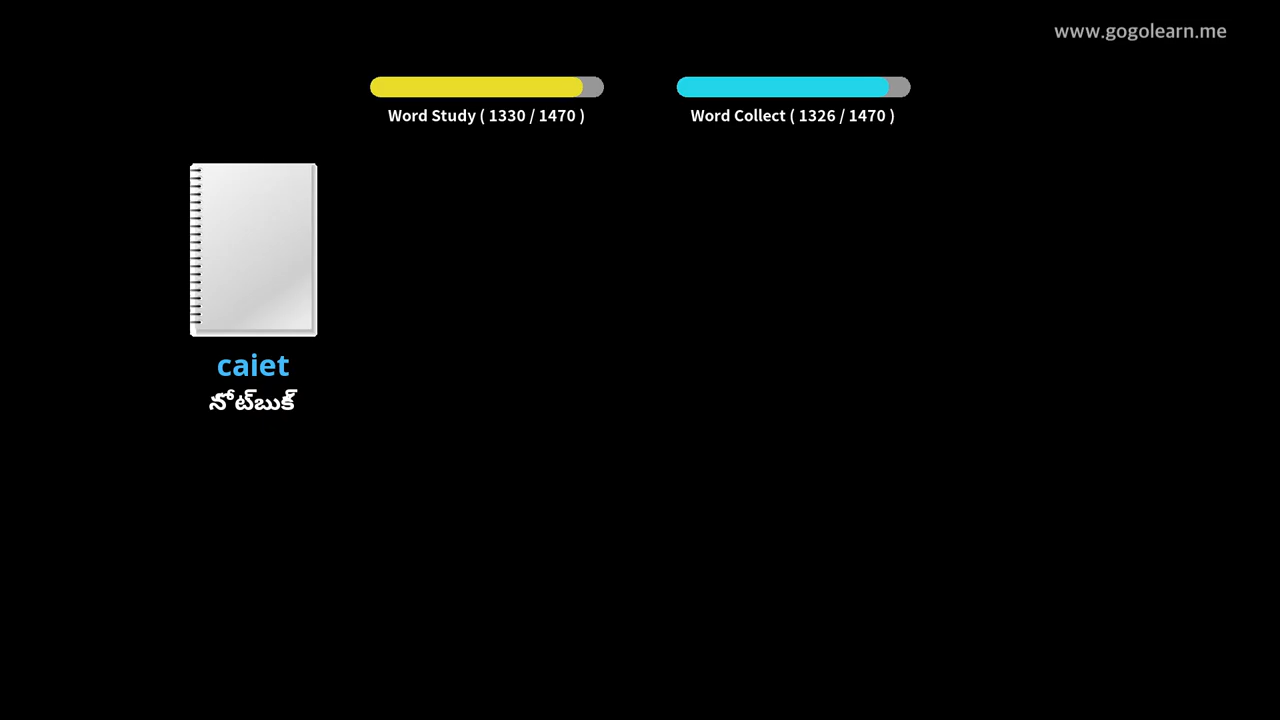 www.gogolearn.me
Word Study ( 1330 / 1470 )
Word Collect ( 1326 / 1470 )
caiet
నోట్‌బుక్